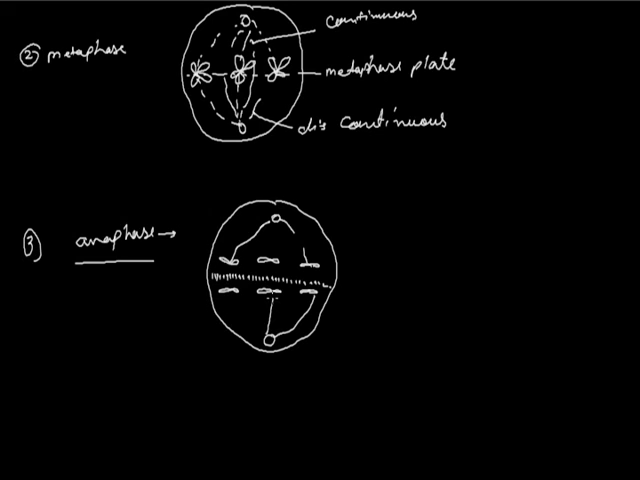 continuous
② metaphase
metaphase plate
dis continuous
3) anaphase →